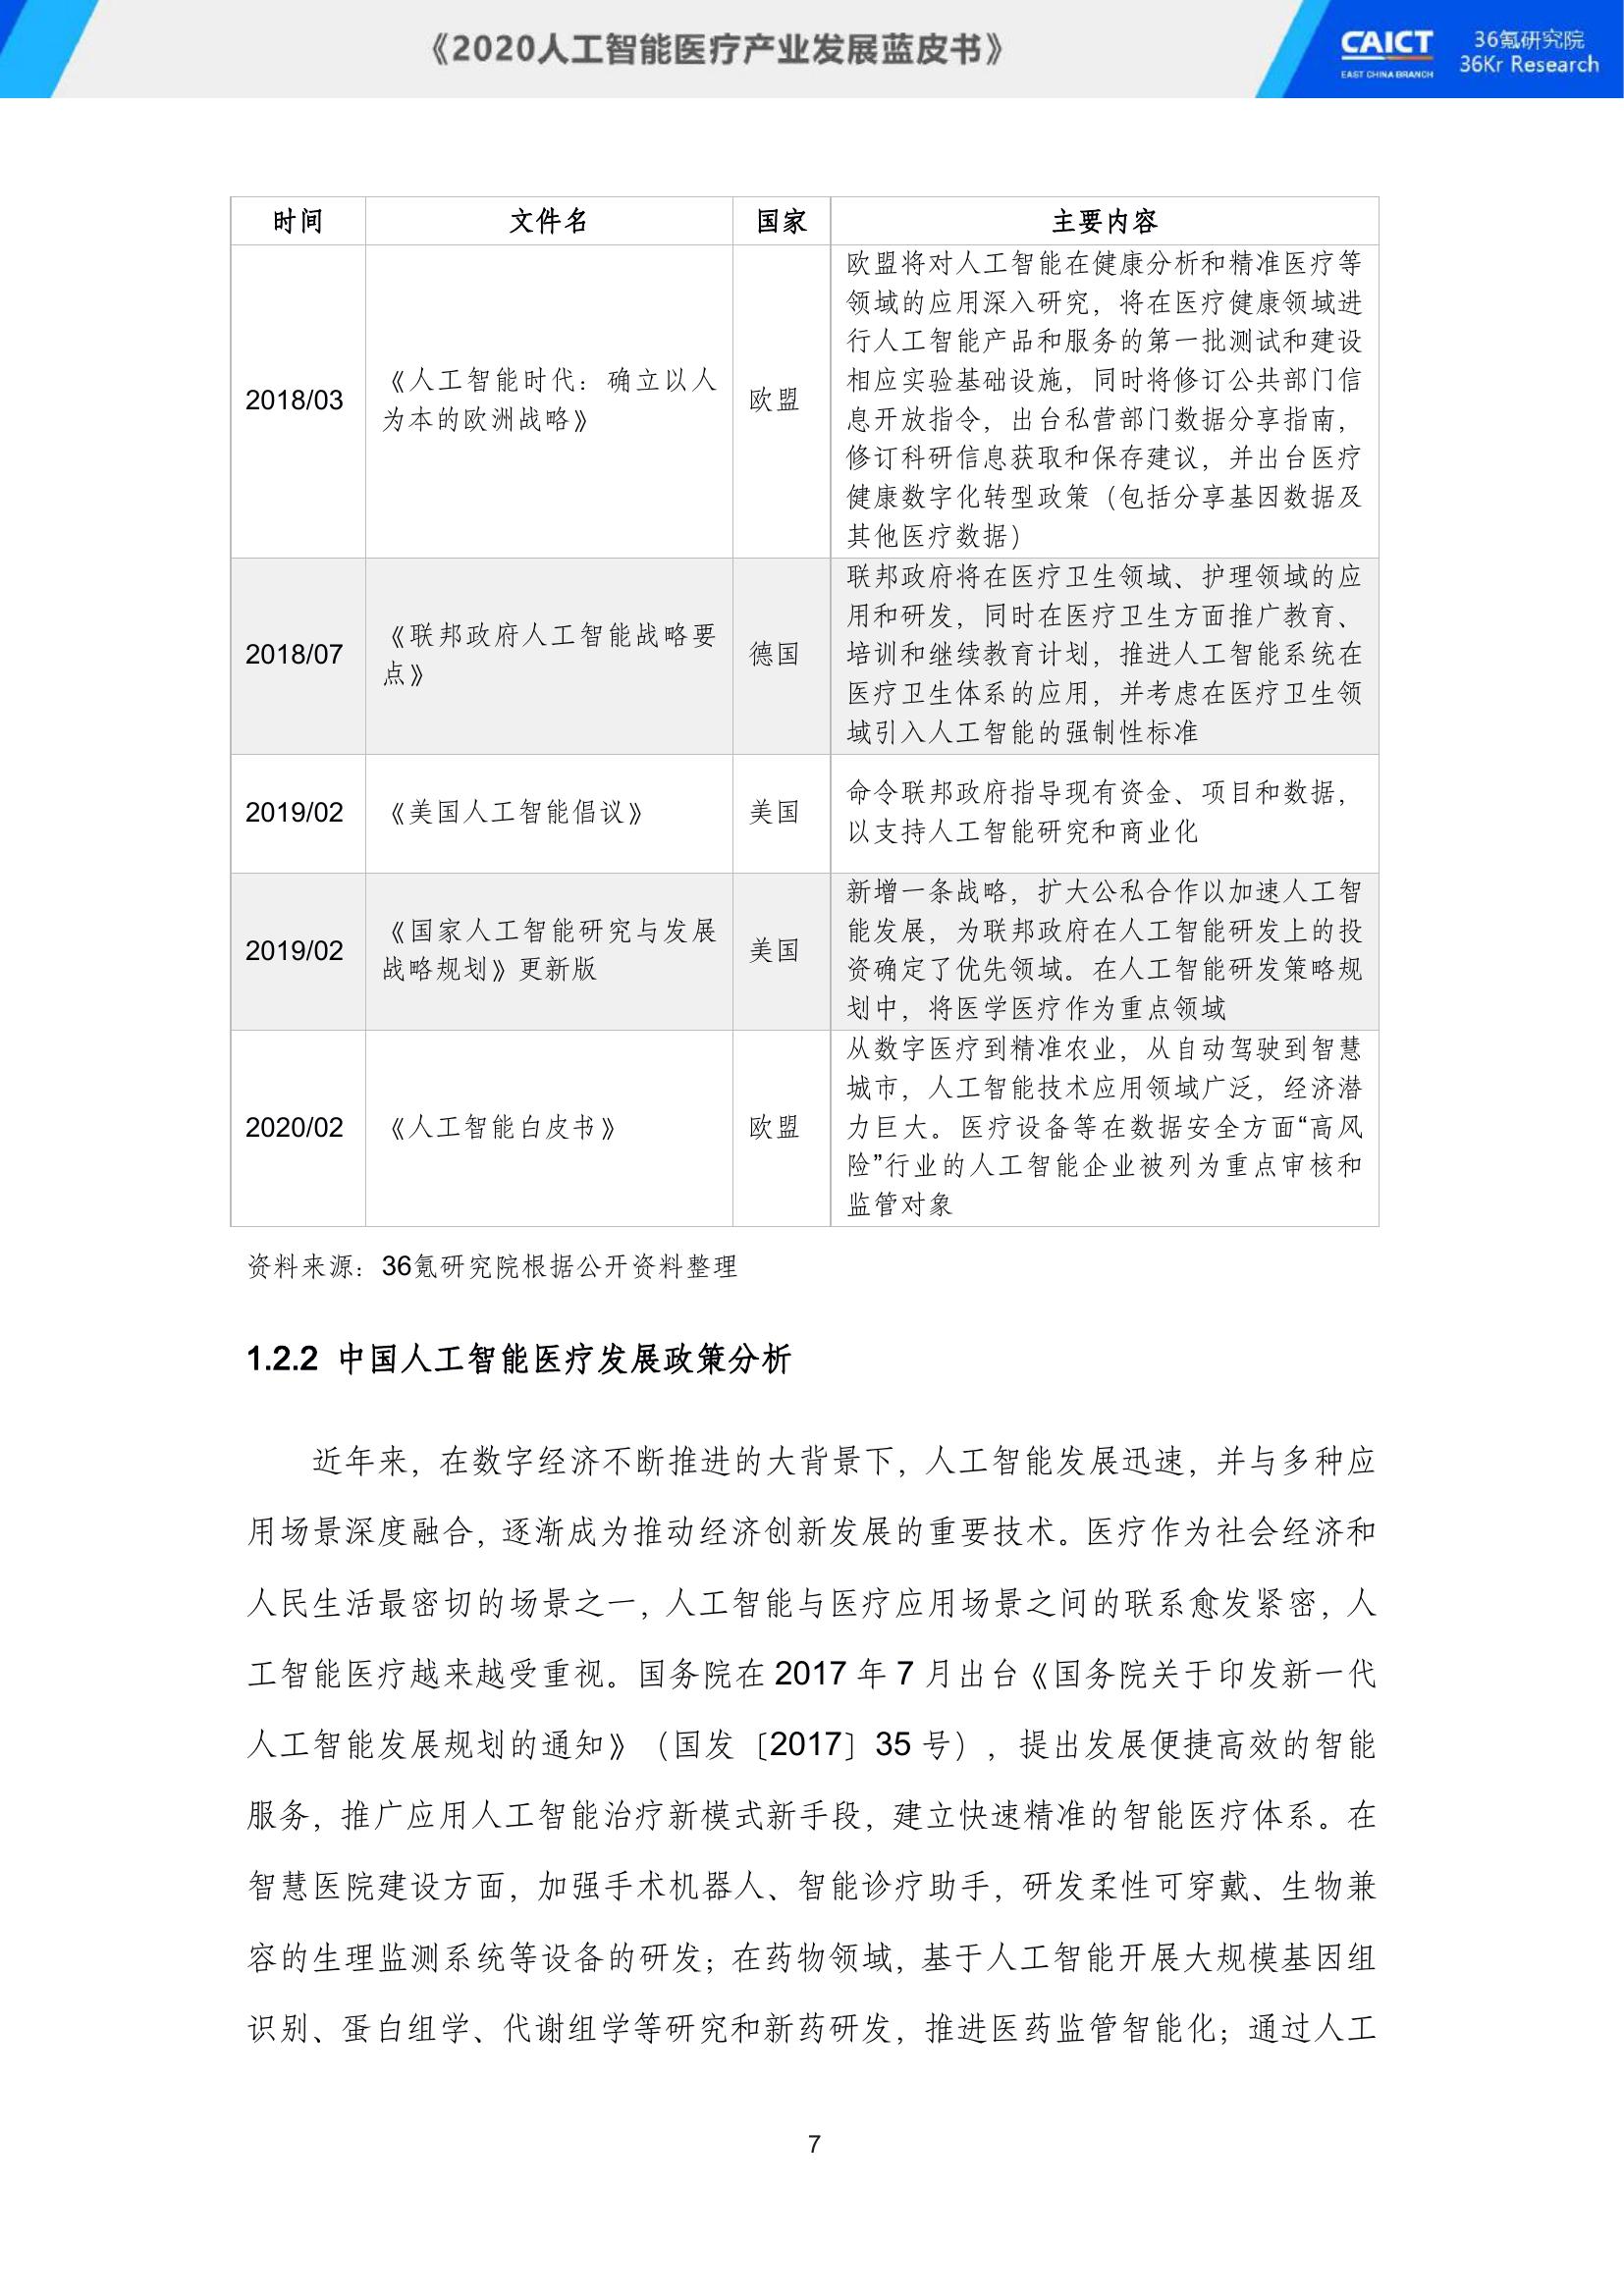 《2020人工智能医疗产业发展蓝皮书》
CAICT
EAST CHINA BRANCH
36氪研究院
36Kr Research
时间 文件名 国家 主要内容
2018/03
《人工智能时代：确立以人
为本的欧洲战略》
欧盟
欧盟将对人工智能在健康分析和精准医疗等
领域的应用深入研究，将在医疗健康领域进
行人工智能产品和服务的第一批测试和建设
相应实验基础设施，同时将修订公共部门信
息开放指令，出台私营部门数据分享指南，
修订科研信息获取和保存建议，并出台医疗
健康数字化转型政策（包括分享基因数据及
其他医疗数据）
2018/07
《联邦政府人工智能战略要
点》
德国
联邦政府将在医疗卫生领域、护理领域的应
用和研发，同时在医疗卫生方面推广教育、
培训和继续教育计划，推进人工智能系统在
医疗卫生体系的应用，并考虑在医疗卫生领
域引入人工智能的强制性标准
2019/02
《美国人工智能倡议》
美国
命令联邦政府指导现有资金、项目和数据，
以支持人工智能研究和商业化
2019/02
《国家人工智能研究与发展
战略规划》更新版
美国
新增一条战略，扩大公私合作以加速人工智
能发展，为联邦政府在人工智能研发上的投
资确定了优先领域。在人工智能研发策略规
划中，将医学医疗作为重点领域
2020/02
《人工智能白皮书》
欧盟
从数字医疗到精准农业，从自动驾驶到智慧
城市，人工智能技术应用领域广泛，经济潜
力巨大。医疗设备等在数据安全方面“高风
险”行业的人工智能企业被列为重点审核和
监管对象
资料来源：36氪研究院根据公开资料整理
1.2.2 中国人工智能医疗发展政策分析
近年来，在数字经济不断推进的大背景下，人工智能发展迅速，并与多种应
用场景深度融合，逐渐成为推动经济创新发展的重要技术。医疗作为社会经济和
人民生活最密切的场景之一，人工智能与医疗应用场景之间的联系愈发紧密，人
工智能医疗越来越受重视。国务院在 2017 年 7 月出台《国务院关于印发新一代
人工智能发展规划的通知》（国发〔2017〕35 号），提出发展便捷高效的智能
服务，推广应用人工智能治疗新模式新手段，建立快速精准的智能医疗体系。在
智慧医院建设方面，加强手术机器人、智能诊疗助手，研发柔性可穿戴、生物兼
容的生理监测系统等设备的研发；在药物领域，基于人工智能开展大规模基因组
识别、蛋白组学、代谢组学等研究和新药研发，推进医药监管智能化；通过人工
7